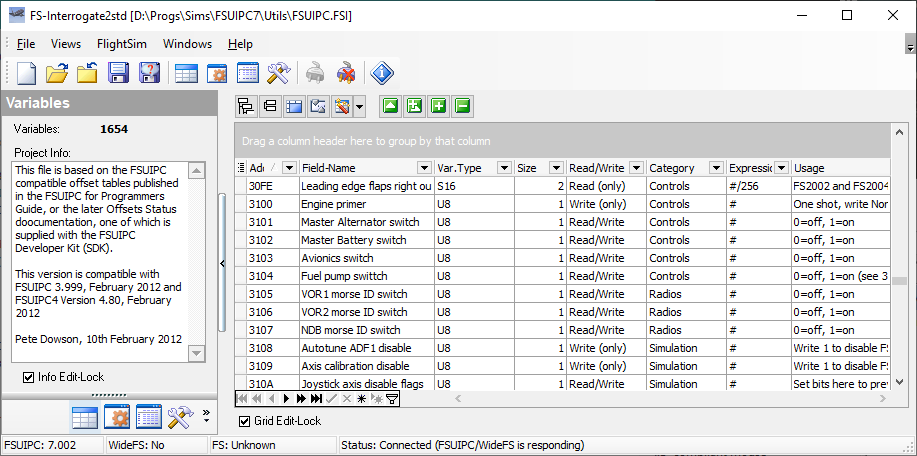 FS-Interrogate2std [D:\Progs\Sims\FSUIPC7\Utils\FSUIPC.FSI]
File Views FlightSim Windows Help
Variables
Variables: 1654
Project Info:
This file is based on the FSUIPC
compatible offset tables published
in the FSUIPC for Programmers
Guide, or the later Offsets Status
doocumentation, one of which is
supplied with the FSUIPC
Developer Kit (SDK).
This version is compatible with
FSUIPC 3.999, February 2012 and
FSUIPC4 Version 4.80, February
2012
Pete Dowson, 10th February 2012
Info Edit-Lock
Drag a column header here to group by that column
Ad Field-Name Var.Type Size Read/Write Category Expressio Usage
30FE Leading edge flaps right ou S16 2 Read (only) Controls #/256 FS2002 and FS2004
3100 Engine primer U8 1 Write (only) Controls # One shot, write Nor
3101 Master Alternator switch U8 1 Read/Write Controls # 0=off, 1=on
3102 Master Battery switch U8 1 Read/Write Controls # 0=off, 1=on
3103 Avionics switch U8 1 Read/Write Controls # 0=off, 1=on
3104 Fuel pump swittch U8 1 Read/Write Controls # 0=off, 1=on (see 3
3105 VOR1 morse ID switch U8 1 Read/Write Radios # 0=off, 1=on
3106 VOR2 morse ID switch U8 1 Read/Write Radios # 0=off, 1=on
3107 NDB morse ID switch U8 1 Read/Write Radios # 0=off, 1=on
3108 Autotune ADF1 disable U8 1 Write (only) Simulation # Write 1 to disable FS
3109 Axis calibration disable U8 1 Write (only) Simulation # Write 1 to disable FS
310A Joystick axis disable flags U8 1 Read/Write Simulation # Set bits here to pre
Grid Edit-Lock
FSUIPC: 7.002 WideFS: No FS: Unknown Status: Connected (FSUIPC/WideFS is responding)